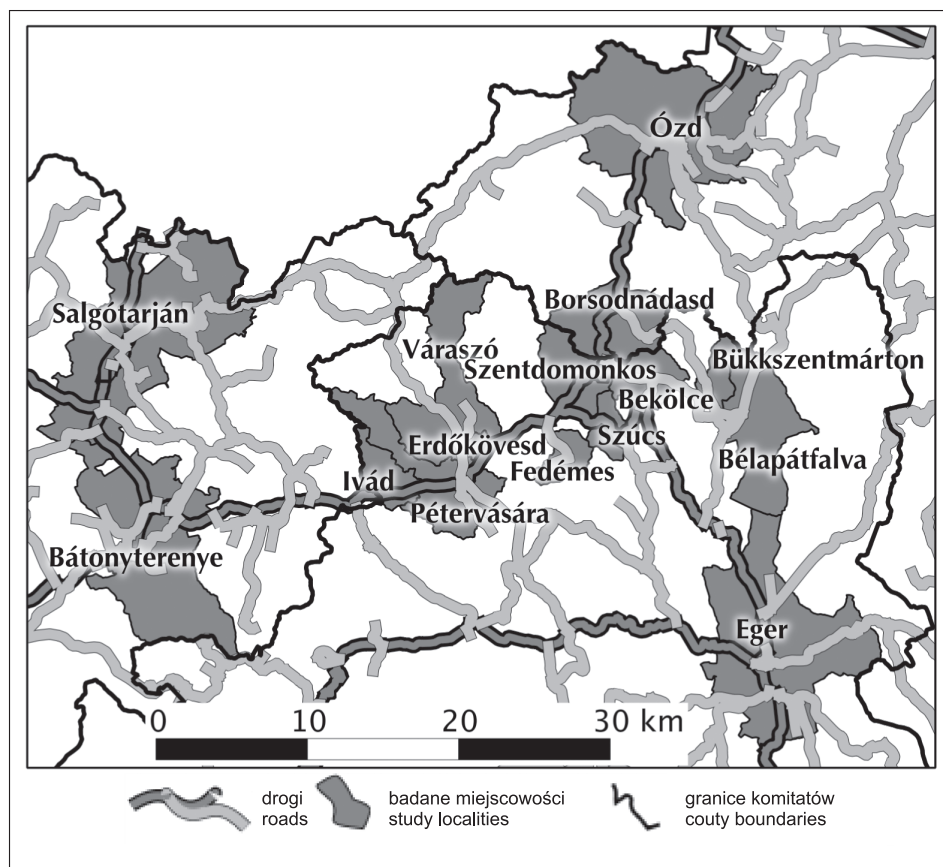 Ózd
Salgótarján
Borsodnádasd
Váraszó
Bükkszentmárton
Szentdomonkos
Bekölce
Erdőkövesd
Szúcs
Bélapátfalva
Ivád
Fedémes
Pétervására
Bátonyterenye
Eger
0 10 20 30 km
drogi
roads
badane miejscowości
study localities
granice komitatów
couty boundaries